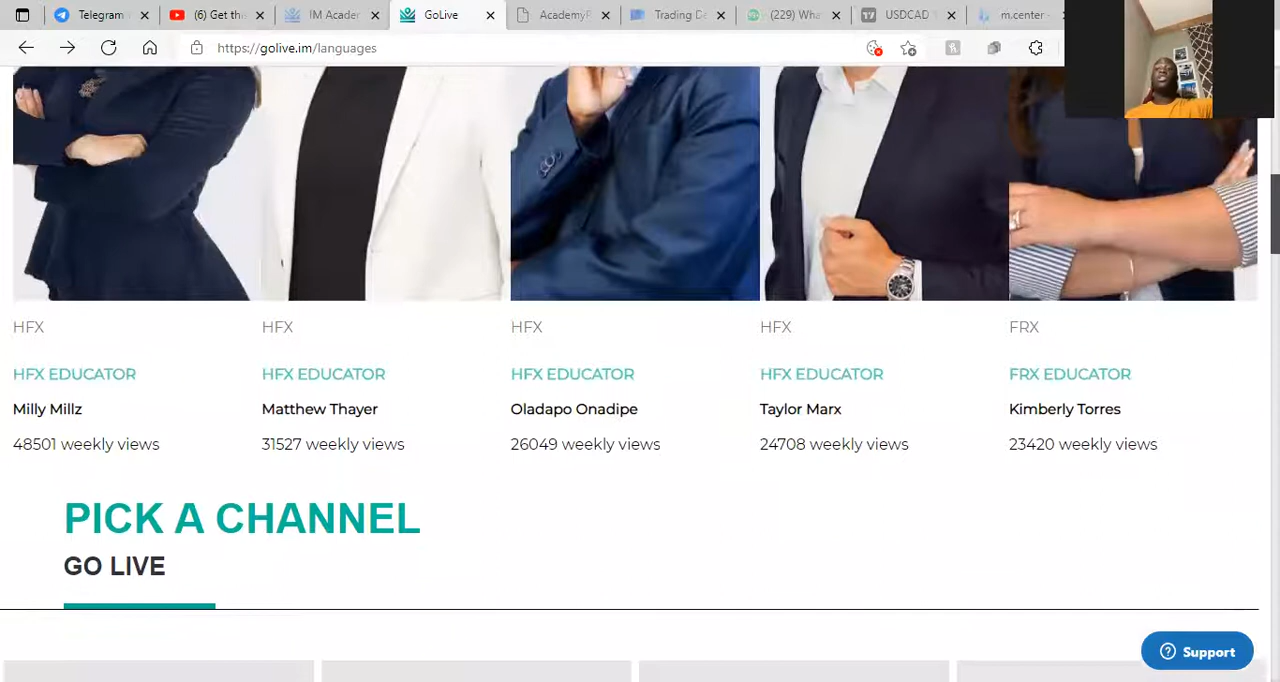 Telegram
(6) Get the
IM Acader
GoLive
AcademyF
Trading De
(229) Wha
USDCAD
m.center
https://golive.im/languages
HFX HFX HFX HFX FRX
HFX EDUCATOR HFX EDUCATOR HFX EDUCATOR HFX EDUCATOR FRX EDUCATOR
Milly Millz Matthew Thayer Oladapo Onadipe Taylor Marx Kimberly Torres
48501 weekly views 31527 weekly views 26049 weekly views 24708 weekly views 23420 weekly views
PICK A CHANNEL
GO LIVE
Support